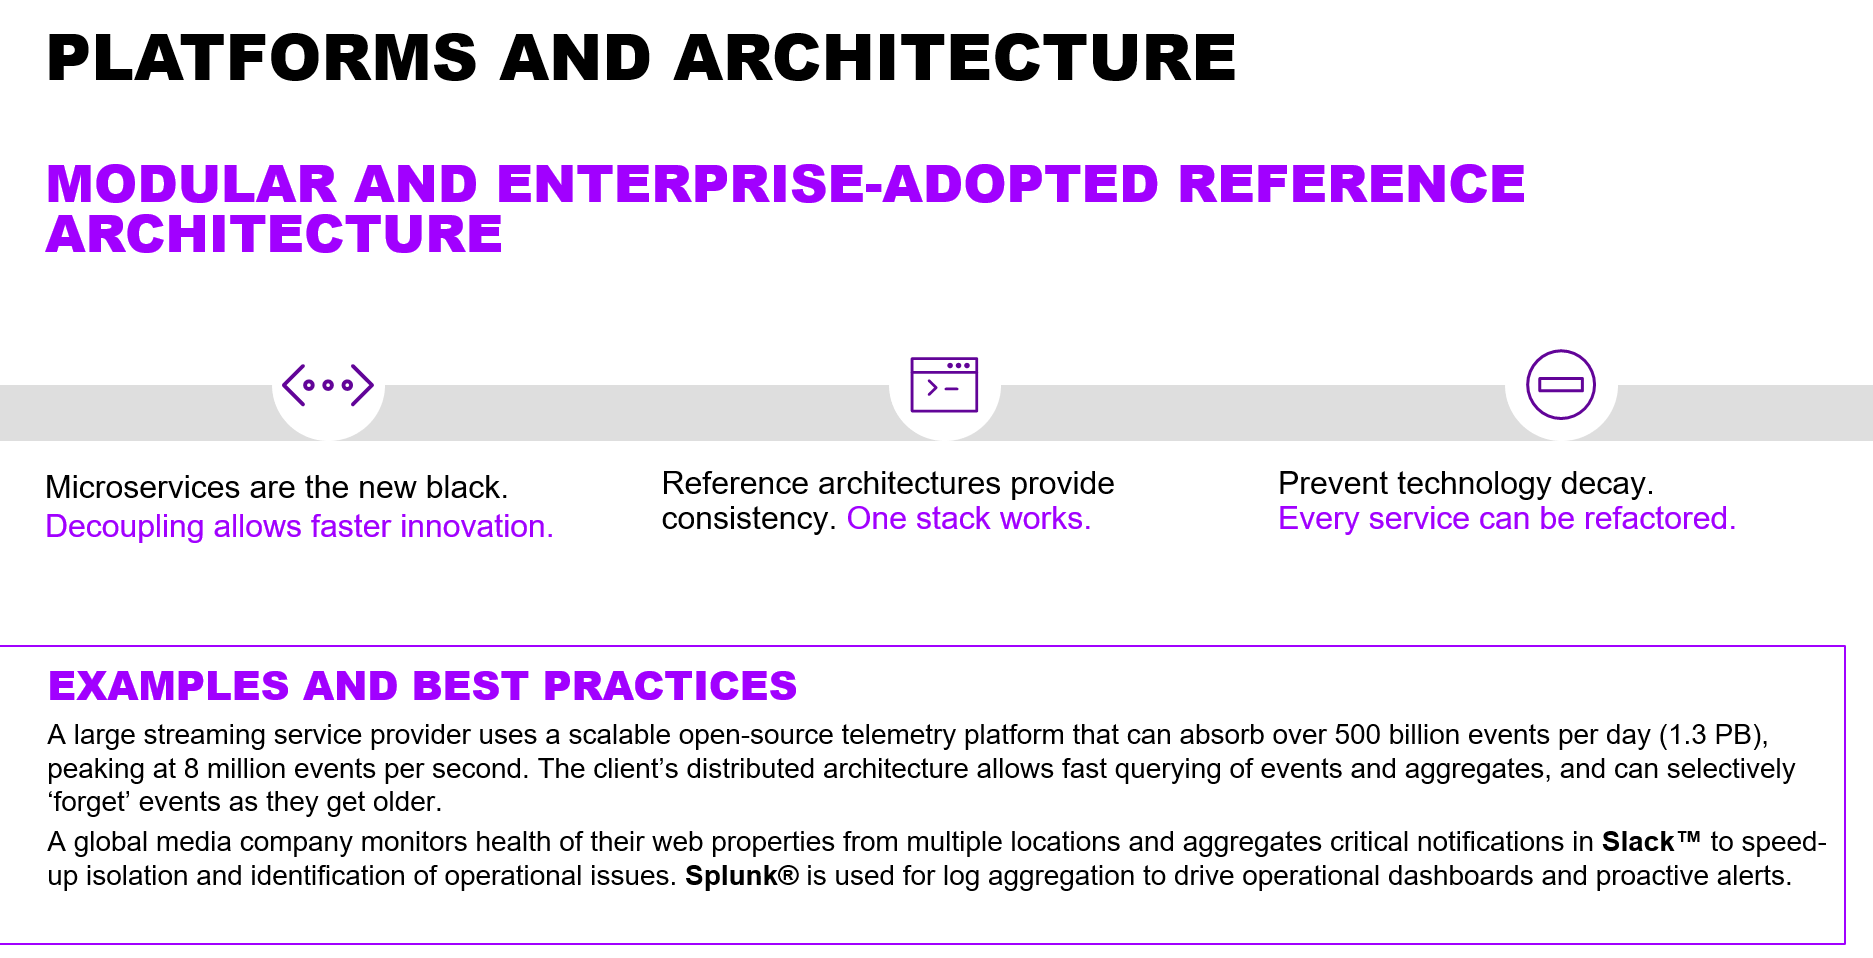 PLATFORMS AND ARCHITECTURE
MODULAR AND ENTERPRISE-ADOPTED REFERENCE
ARCHITECTURE
Microservices are the new black.
Decoupling allows faster innovation.
Reference architectures provide
consistency. One stack works.
Prevent technology decay.
Every service can be refactored.
EXAMPLES AND BEST PRACTICES
A large streaming service provider uses a scalable open-source telemetry platform that can absorb over 500 billion events per day (1.3 PB),
peaking at 8 million events per second. The client’s distributed architecture allows fast querying of events and aggregates, and can selectively
‘forget’ events as they get older.
A global media company monitors health of their web properties from multiple locations and aggregates critical notifications in Slack™ to speed-
up isolation and identification of operational issues. Splunk® is used for log aggregation to drive operational dashboards and proactive alerts.